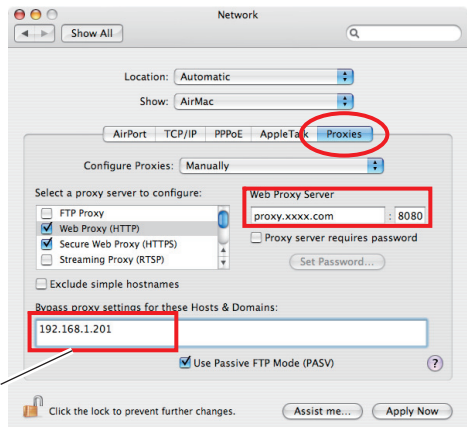 Network
Show All
Location: Automatic
Show: AirMac
AirPort TCP/IP PPPoE AppleTalk Proxies
Configure Proxies: Manually
Select a proxy server to configure:
Web Proxy Server
FTP Proxy
Web Proxy (HTTP)
Secure Web Proxy (HTTPS)
Streaming Proxy (RTSP)
proxy.xxxx.com : 8080
Proxy server requires password
Set Password...
Exclude simple hostnames
Bypass proxy settings for these Hosts & Domains:
192.168.1.201
Use Passive FTP Mode (PASV)
?
Click the lock to prevent further changes.
Assist me...
Apply Now